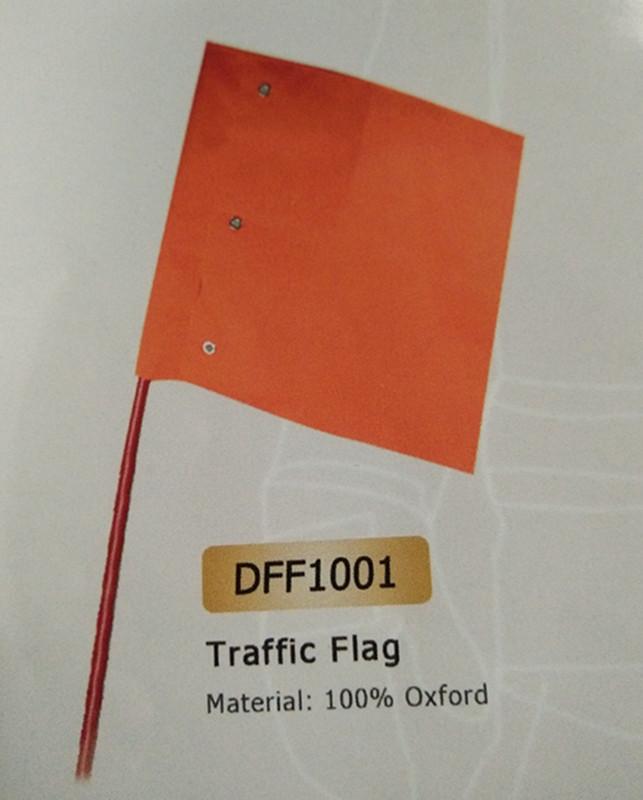 DFF1001
Traffic Flag
Material: 100% Oxford